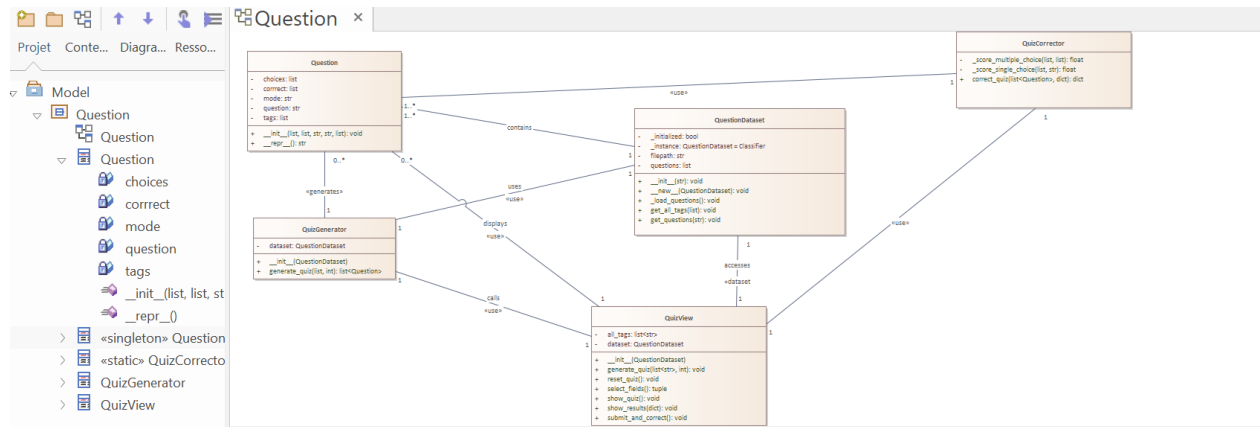 Question ×
Projet Conte... Diagra... Resso...
Model
Question
Question
Question
choices
corrrect
mode
question
tags
__init__(list, list, st
__repr__()
«singleton» Question
«static» QuizCorrecto
QuizGenerator
QuizView
Question
- choices: list
- corrrect: list
- mode: str
- question: str
- tags: list
+ __init__(list, list, str, str, list): void
+ __repr__(): str
QuizCorrector
- _score_multiple_choice(list, list): float
- _score_single_choice(list, str): float
+ correct_quiz(list<Question>, dict): dict
QuestionDataset
- _initialized: bool
- _instance: QuestionDataset = Classifier
- filepath: str
- questions: list
+ __init__(str): void
+ __new__(QuestionDataset): void
+ _load_questions(): void
+ get_all_tags(list): void
+ get_questions(str): void
QuizGenerator
- dataset: QuestionDataset
+ __init__(QuestionDataset)
+ generate_quiz(list, int): list<Question>
QuizView
- all_tags: list<str>
- dataset: QuestionDataset
+ __init__(QuestionDataset)
+ generate_quiz(list<str>, int): void
+ reset_quiz(): void
+ select_fields(): tuple
+ show_quiz(): void
+ show_results(dict): void
+ submit_and_correct(): void
1..*
«use»
1
1..*
contains
1
0..*
«generates»
1
0..*
displays
«use»
1
1
uses
«use»
1
1
calls
«use»
1
1
accesses
«dataset
1
1
«use»
1